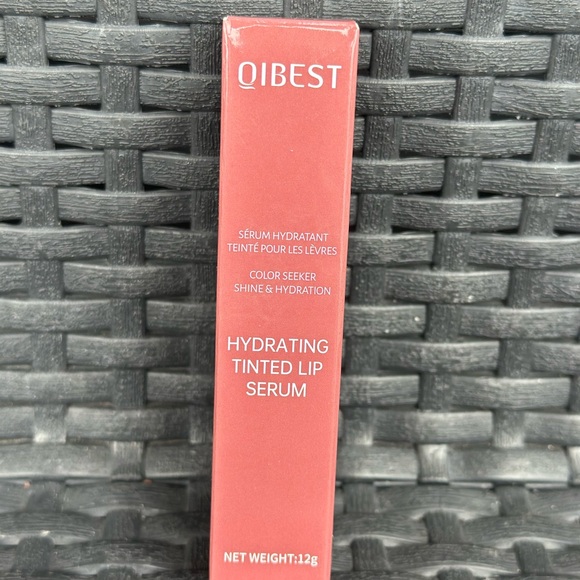 QIBEST
SÉRUM HYDRATANT
TEINTÉ POUR LES LÈVRES
COLOR SEEKER
SHINE & HYDRATION
HYDRATING
TINTED LIP
SERUM
NET WEIGHT:12g